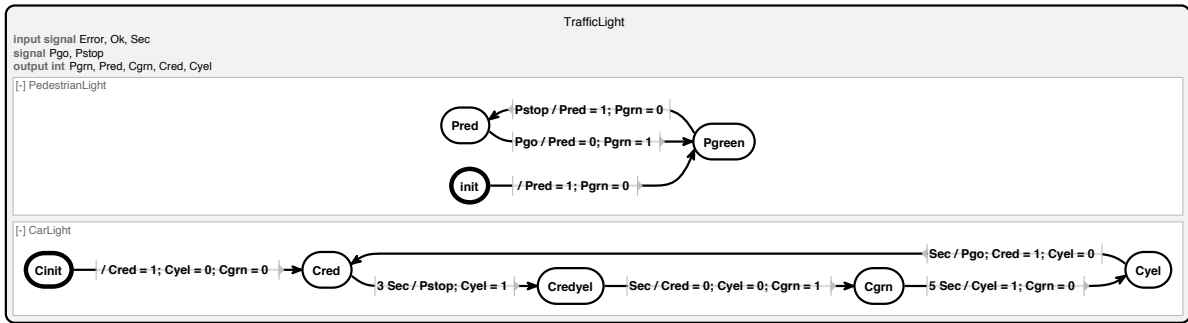 TrafficLight
input signal Error, Ok, Sec
signal Pgo, Pstop
output int Pgrn, Pred, Cgrn, Cred, Cyel
[-] PedestrianLight
Pstop / Pred = 1; Pgrn = 0
Pred
Pgo / Pred = 0; Pgrn = 1
Pgreen
init
/ Pred = 1; Pgrn = 0
[-] CarLight
Sec / Pgo; Cred = 1; Cyel = 0
Cinit
/ Cred = 1; Cyel = 0; Cgrn = 0
Cred
Cyel
3 Sec / Pstop; Cyel = 1
Credyel
Sec / Cred = 0; Cyel = 0; Cgrn = 1
Cgrn
5 Sec / Cyel = 1; Cgrn = 0